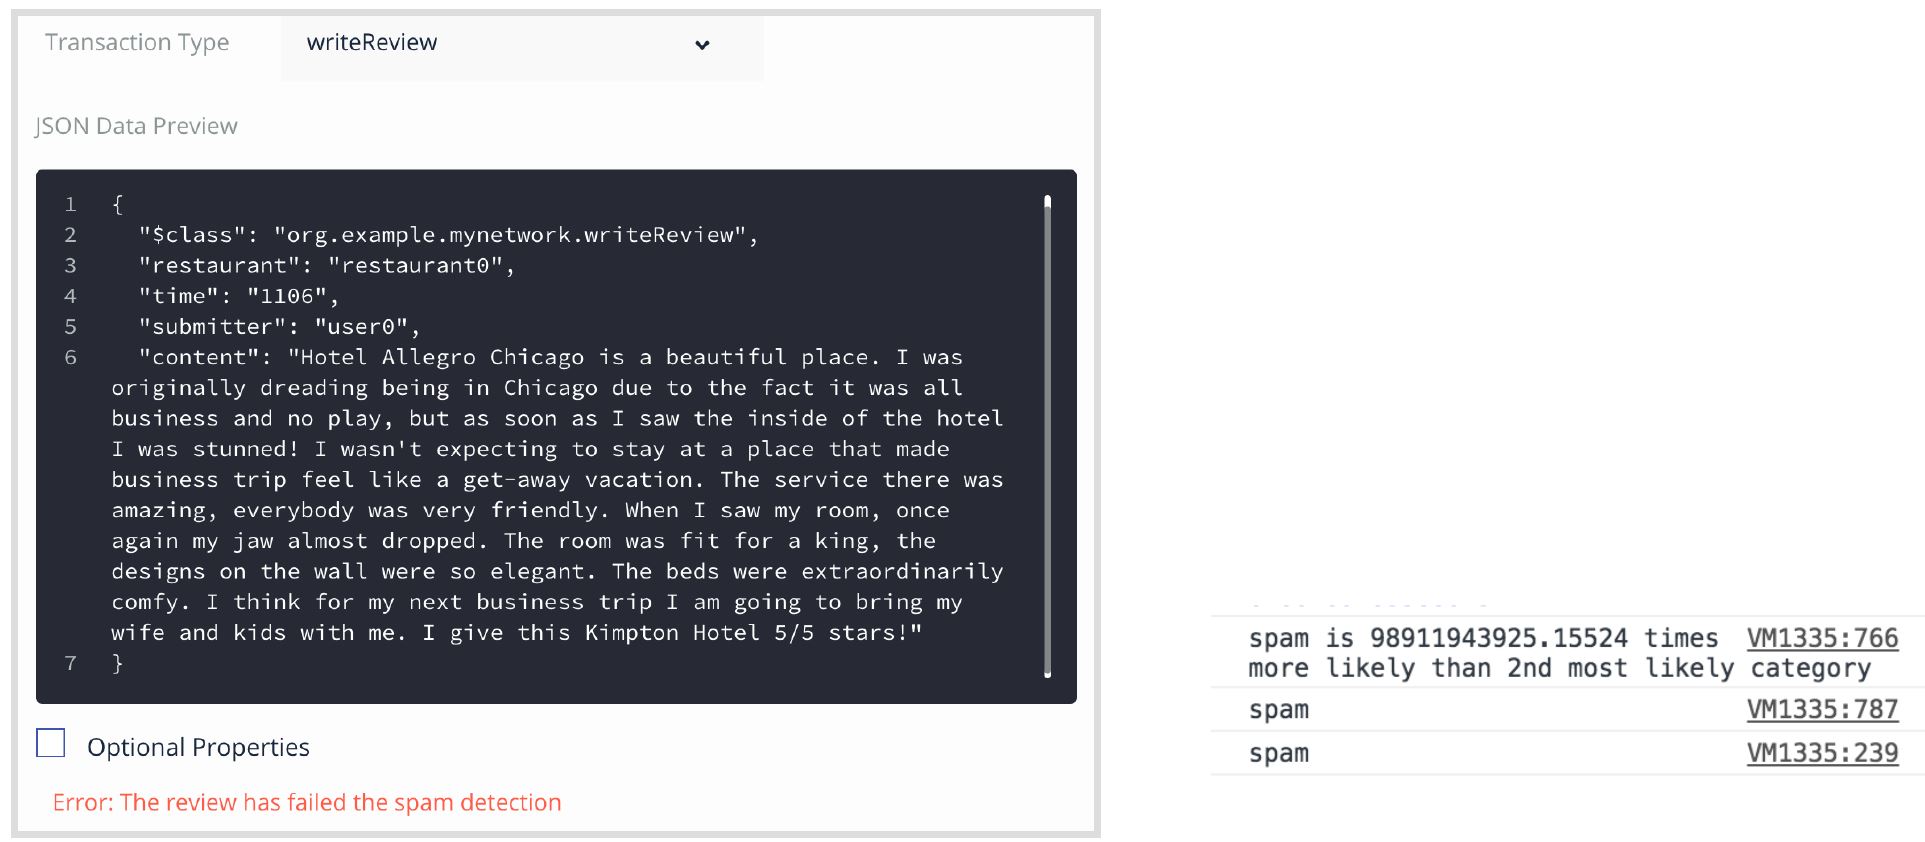 Transaction Type writeReview
JSON Data Preview
1 {
2 "$class": "org.example.mynetwork.writeReview",
3 "restaurant": "restaurant0",
4 "time": "1106",
5 "submitter": "user0",
6 "content": "Hotel Allegro Chicago is a beautiful place. I was
originally dreading being in Chicago due to the fact it was all
business and no play, but as soon as I saw the inside of the hotel
I was stunned! I wasn't expecting to stay at a place that made
business trip feel like a get-away vacation. The service there was
amazing, everybody was very friendly. When I saw my room, once
again my jaw almost dropped. The room was fit for a king, the
designs on the wall were so elegant. The beds were extraordinarily
comfy. I think for my next business trip I am going to bring my
wife and kids with me. I give this Kimpton Hotel 5/5 stars!"
7 }
Optional Properties
Error: The review has failed the spam detection
spam is 98911943925.15524 times VM1335:766
more likely than 2nd most likely category
spam VM1335:787
spam VM1335:239